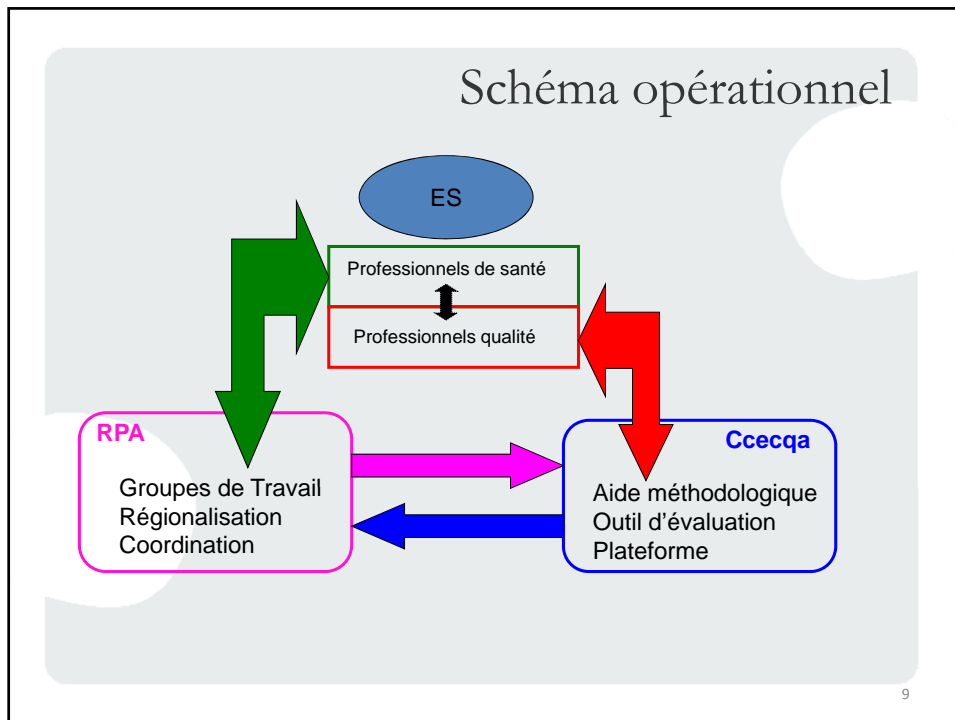 Schéma opérationnel
ES
Professionnels de santé
Professionnels qualité
RPA
Groupes de Travail
Régionalisation
Coordination
Ccecqa
Aide méthodologique
Outil d'évaluation
Plateforme
9